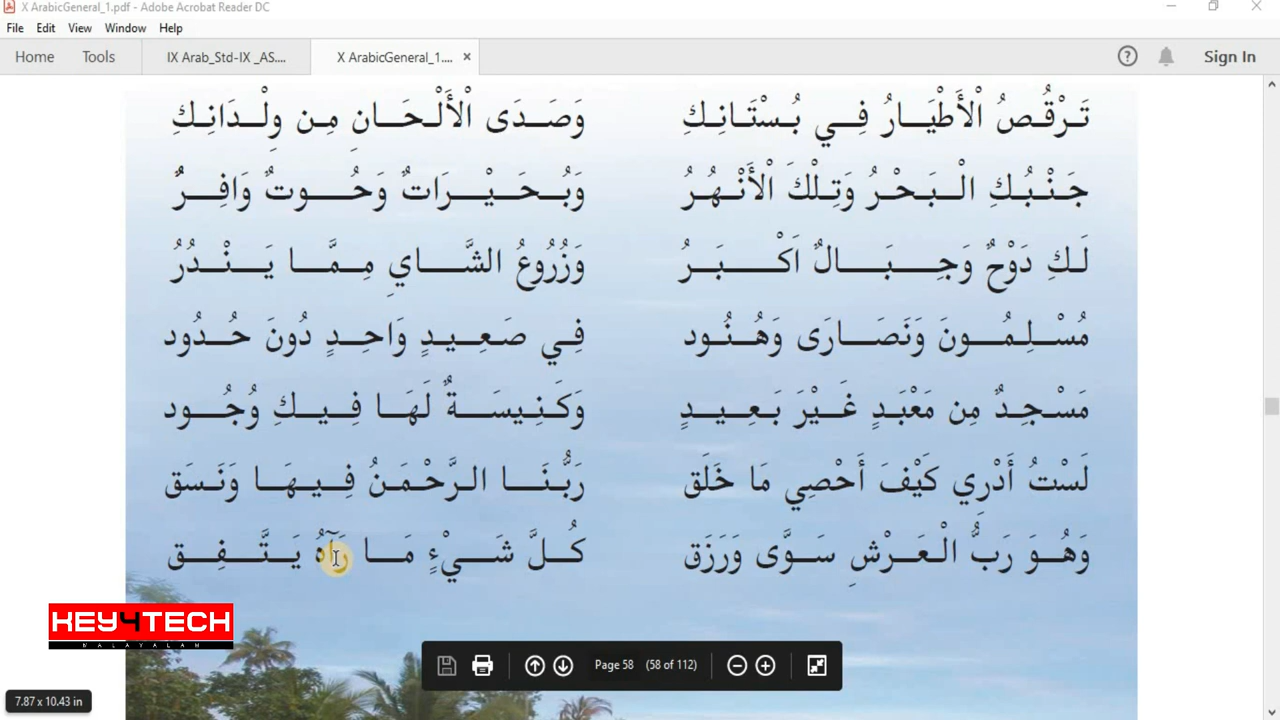 X ArabicGeneral_1.pdf - Adobe Acrobat Reader DC
File Edit View Window Help
Home Tools IX Arab_Std-IX _AS.... X ArabicGeneral_1.... × Sign In
تَرْقُصُ الْأَطْيَارُ فِي بُسْتَانِكِ وَصَدَى الْأَلْحَانِ مِن وِلْدَانِكِ
جَنْبُكِ الْبَحْرُ وَتِلْكَ الْأَنْهُرُ وَبُحَيْرَاتٌ وَحُوتٌ وَافِرٌ
لَكِ دَوْحٌ وَجِبَالٌ اَكْبَرُ وَزُرُوعُ الشَّايِ مِمَّا يَنْدُرُ
مُسْلِمُونَ وَنَصَارَى وَهُنُود فِي صَعِيدٍ وَاحِدٍ دُونَ حُدُود
مَسْجِدٌ مِن مَعْبَدٍ غَيْرَ بَعِيدٍ وَكَنِيسَةٌ لَهَا فِيكِ وُجُود
لَسْتُ أَدْرِي كَيْفَ أَحْصِي مَا خَلَق رَبُّنَا الرَّحْمَنُ فِيهَا وَنَسَق
وَهُوَ رَبُّ الْعَرْشِ سَوَّى وَرَزَق كُلَّ شَيْءٍ مَا يَتَّفِق
KEY4TECH
MALAYALAM
Page 58 (58 of 112)
7.87 x 10.43 in